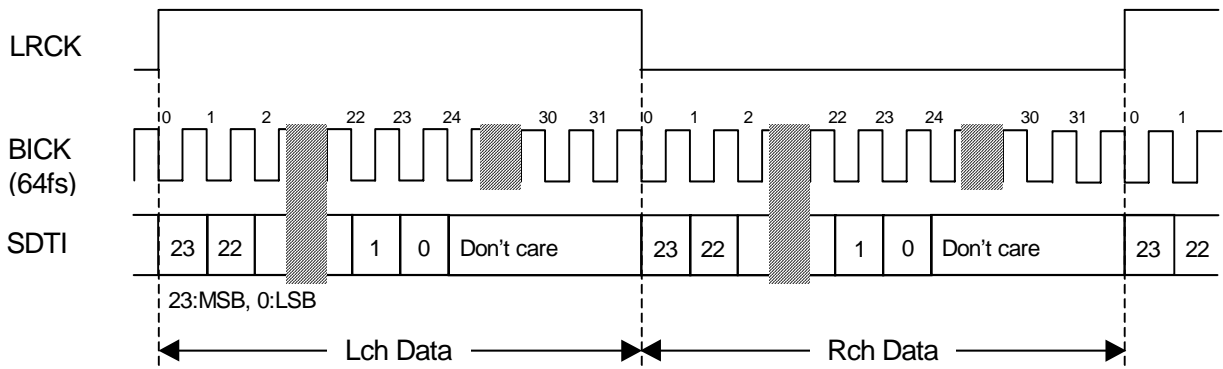 LRCK
0 1 2 22 23 24 30 31 0 1 2 22 23 24 30 31 0 1
BICK
(64fs)
SDTI 23 22 1 0 Don't care 23 22 1 0 Don't care 23 22
23:MSB, 0:LSB
Lch Data Rch Data